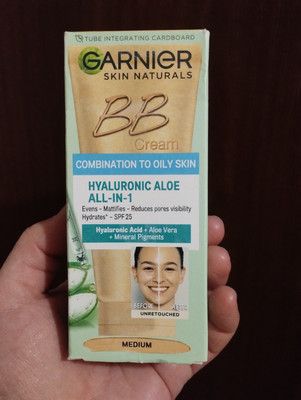 TUBE INTEGRATING CARDBOARD
GARNIER
SKIN NATURALS
BB
Cream
COMBINATION TO OILY SKIN
HYALURONIC ALOE
ALL-IN-1
Evens - Mattifies - Reduces pores visibility
Hydrates* - SPF 25
Hyaluronic Acid + Aloe Vera
+ Mineral Pigments
UNRETOUCHED
MEDIUM